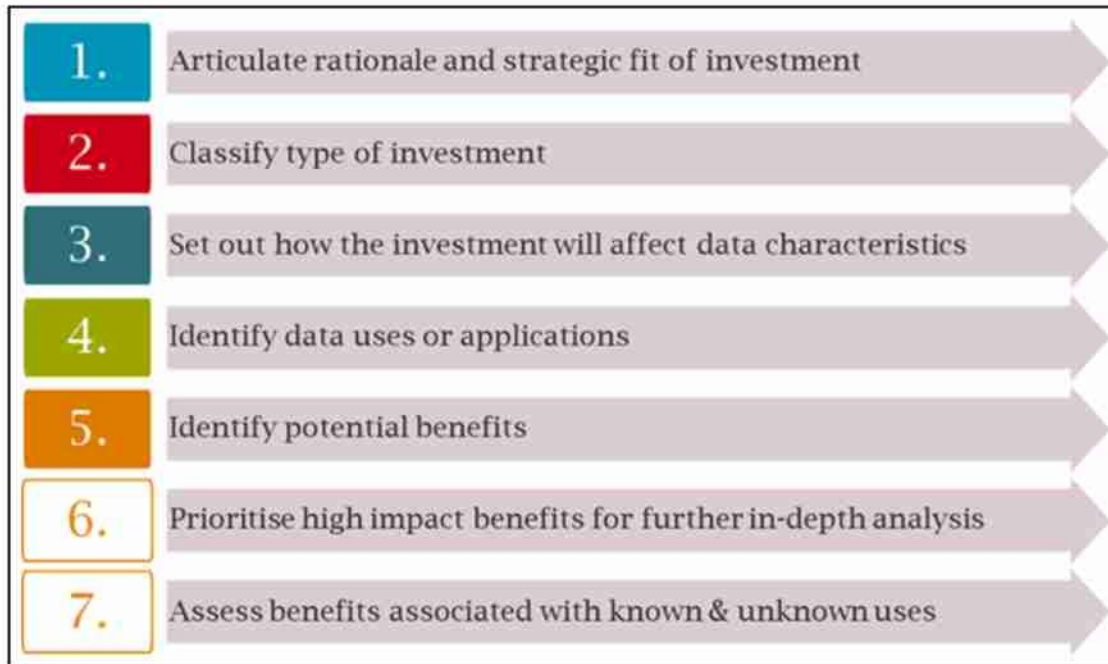 1. Articulate rationale and strategic fit of investment
2. Classify type of investment
3. Set out how the investment will affect data characteristics
4. Identify data uses or applications
5. Identify potential benefits
6. Prioritise high impact benefits for further in-depth analysis
7. Assess benefits associated with known & unknown uses